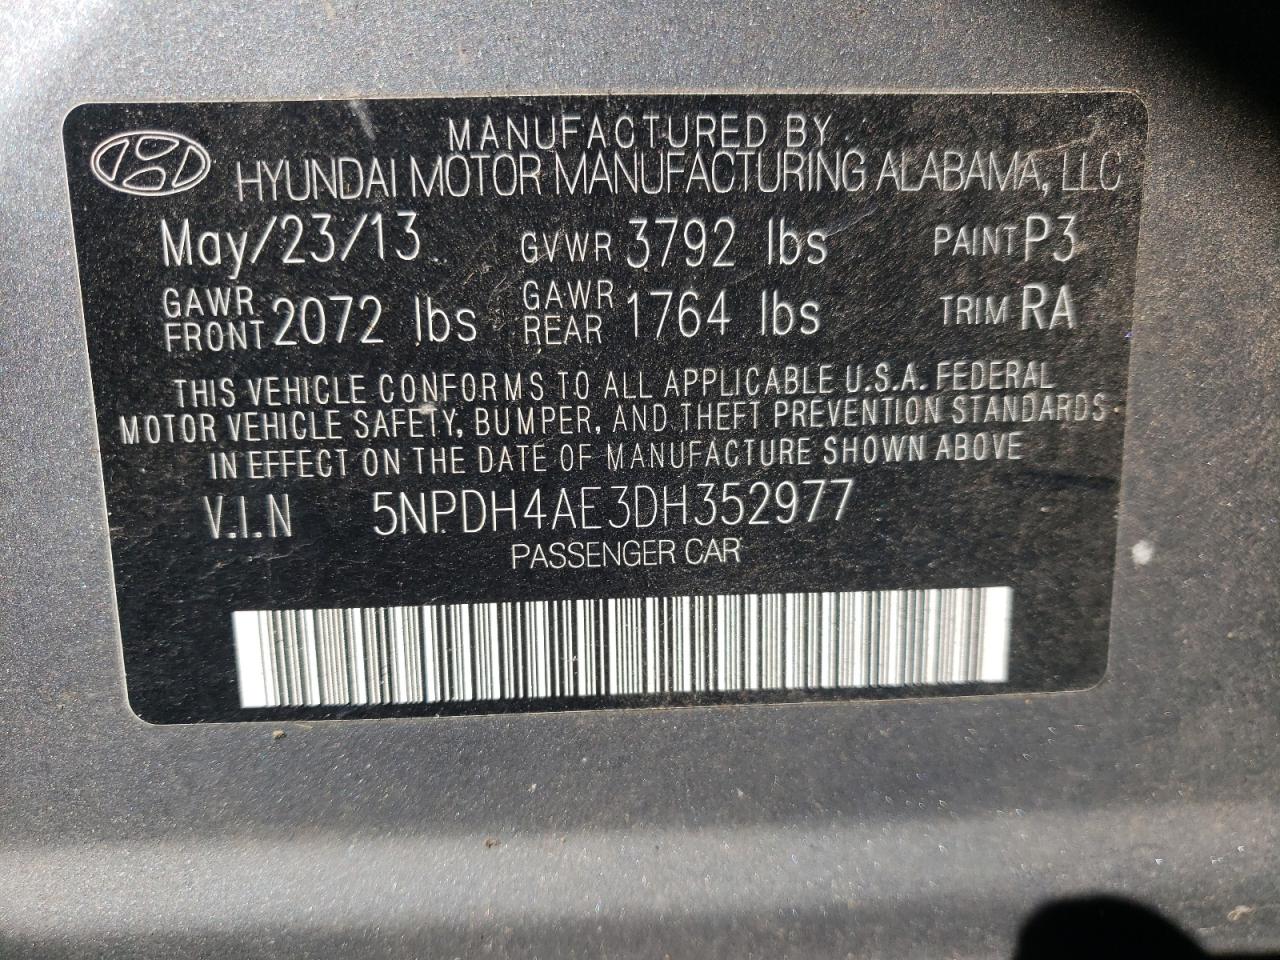 MANUFACTURED BY
HYUNDAI MOTOR MANUFACTURING ALABAMA, LLC
May/23/13 GVWR 3792 lbs PAINT P3
GAWR FRONT 2072 lbs GAWR REAR 1764 lbs TRIM RA
THIS VEHICLE CONFORMS TO ALL APPLICABLE U.S.A. FEDERAL
MOTOR VEHICLE SAFETY, BUMPER, AND THEFT PREVENTION STANDARDS
IN EFFECT ON THE DATE OF MANUFACTURE SHOWN ABOVE
V.I.N 5NPDH4AE3DH352977
PASSENGER CAR